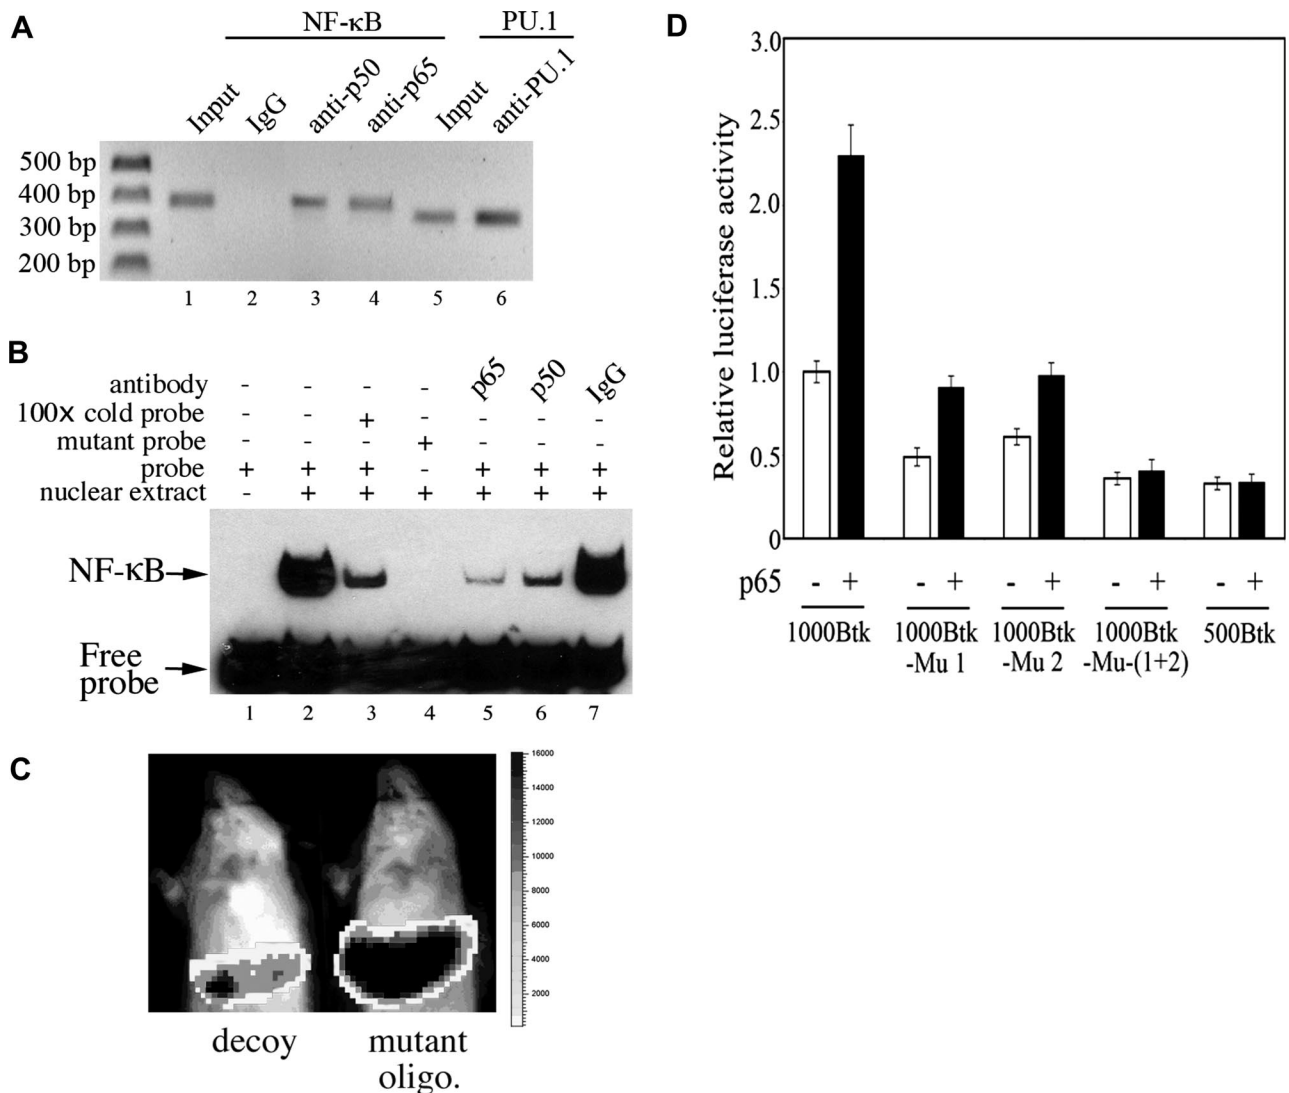 A
NF-κB
PU.1
Input
IgG
anti-p50
anti-p65
Input
anti-PU.1
500 bp
400 bp
300 bp
200 bp
1 2 3 4 5 6
B
antibody - - - - p65 p50 IgG
100x cold probe - - + - - - -
mutant probe - - - + - - -
probe + + + - + + +
nuclear extract - + + + + + +
NF-κB
Free
probe
1 2 3 4 5 6 7
C
16000
14000
12000
10000
8000
6000
4000
2000
decoy
mutant
oligo.
D
Relative luciferase activity
3.0
2.5
2.0
1.5
1.0
0.5
0
p65 - + - + - + - + - +
1000Btk
1000Btk
-Mu 1
1000Btk
-Mu 2
1000Btk
-Mu-(1+2)
500Btk